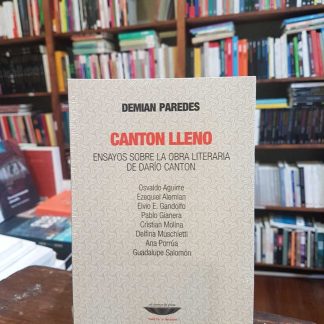 DEMIAN PAREDES
CANTON LLENO
ENSAYOS SOBRE LA OBRA LITERARIA
DE DARÍO CANTON
Osvaldo Aguirre
Ezequiel Alemian
Elvio E. Gandolfo
Pablo Gianera
Cristian Molina
Delfina Muschietti
Ana Porrúa
Guadalupe Salomón